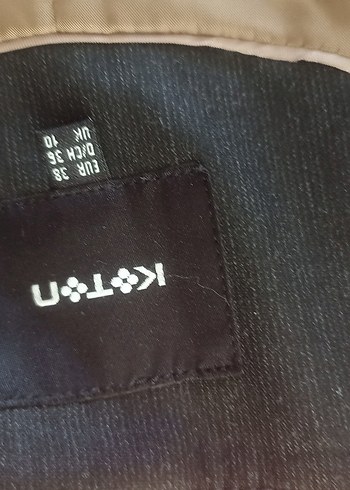 EUR 38
D/CH 36
UK 10
KOTON